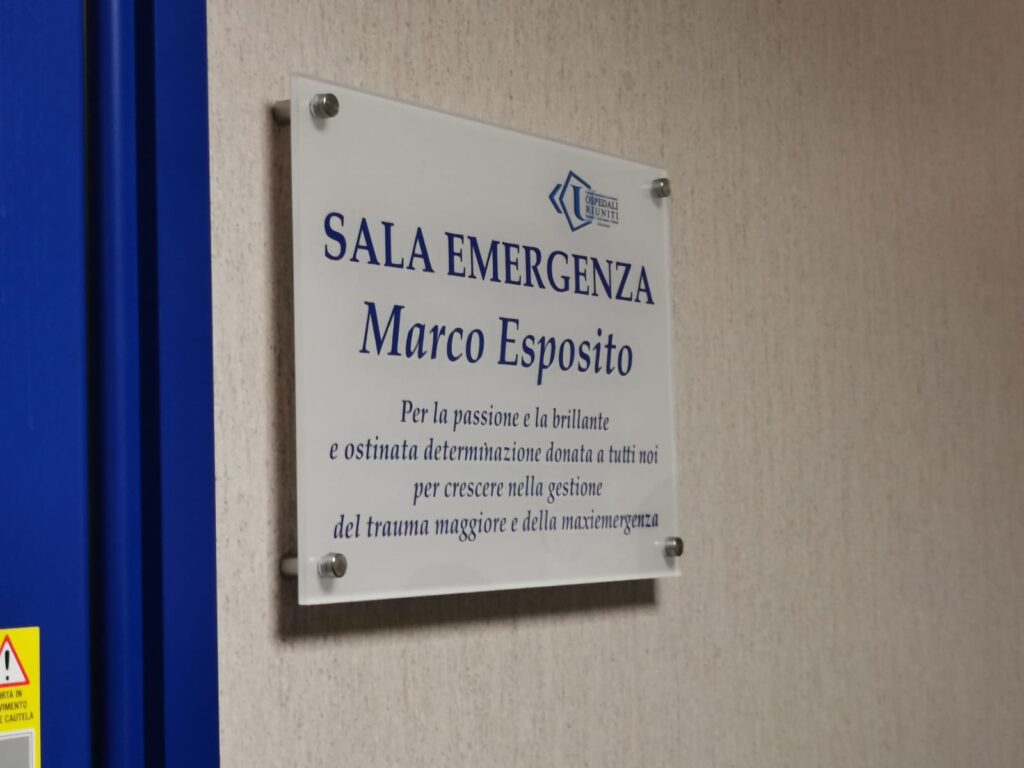 OSPEDALI
RIUNITI
SALA EMERGENZA
Marco Esposito
Per la passione e la brillante
e ostinata determinazione donata a tutti noi
per crescere nella gestione
del trauma maggiore e della maxiemergenza
CAUTELA